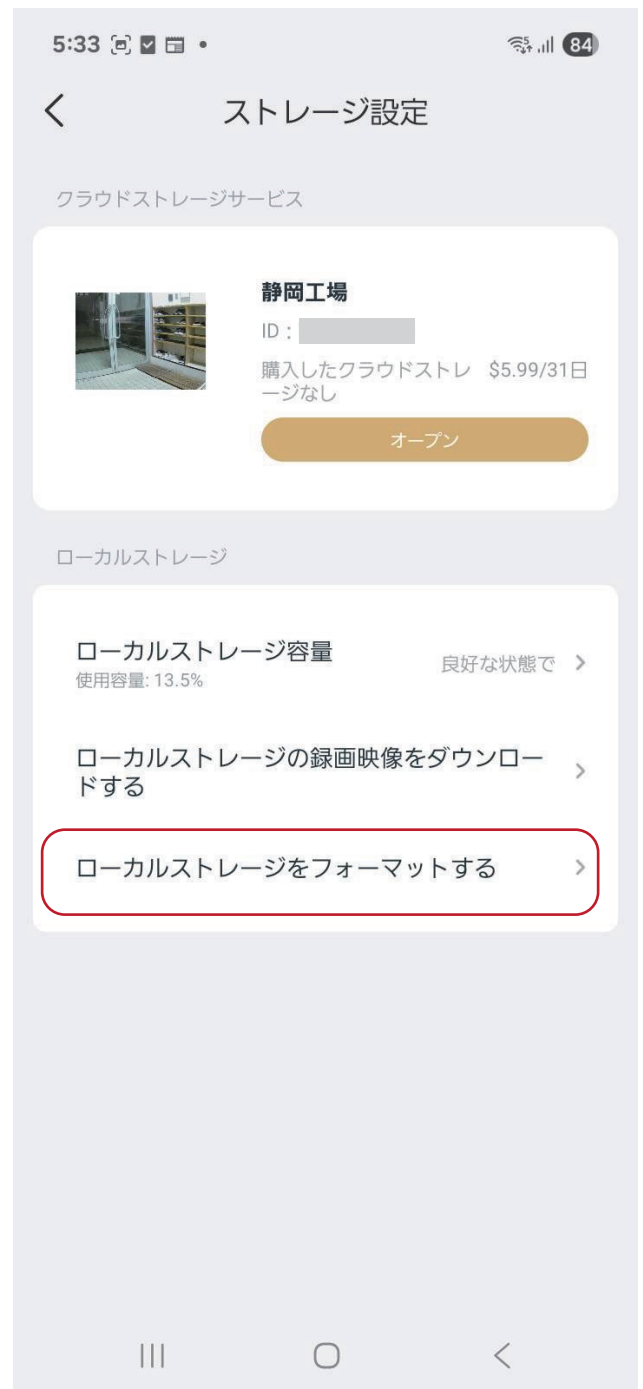 5:33
84
ストレージ設定
クラウドストレージサービス
静岡工場
ID：
購入したクラウドストレ $5.99/31日
ージなし
オープン
ローカルストレージ
ローカルストレージ容量
良好な状態で
使用容量: 13.5%
ローカルストレージの録画映像をダウンロー
ドする
ローカルストレージをフォーマットする